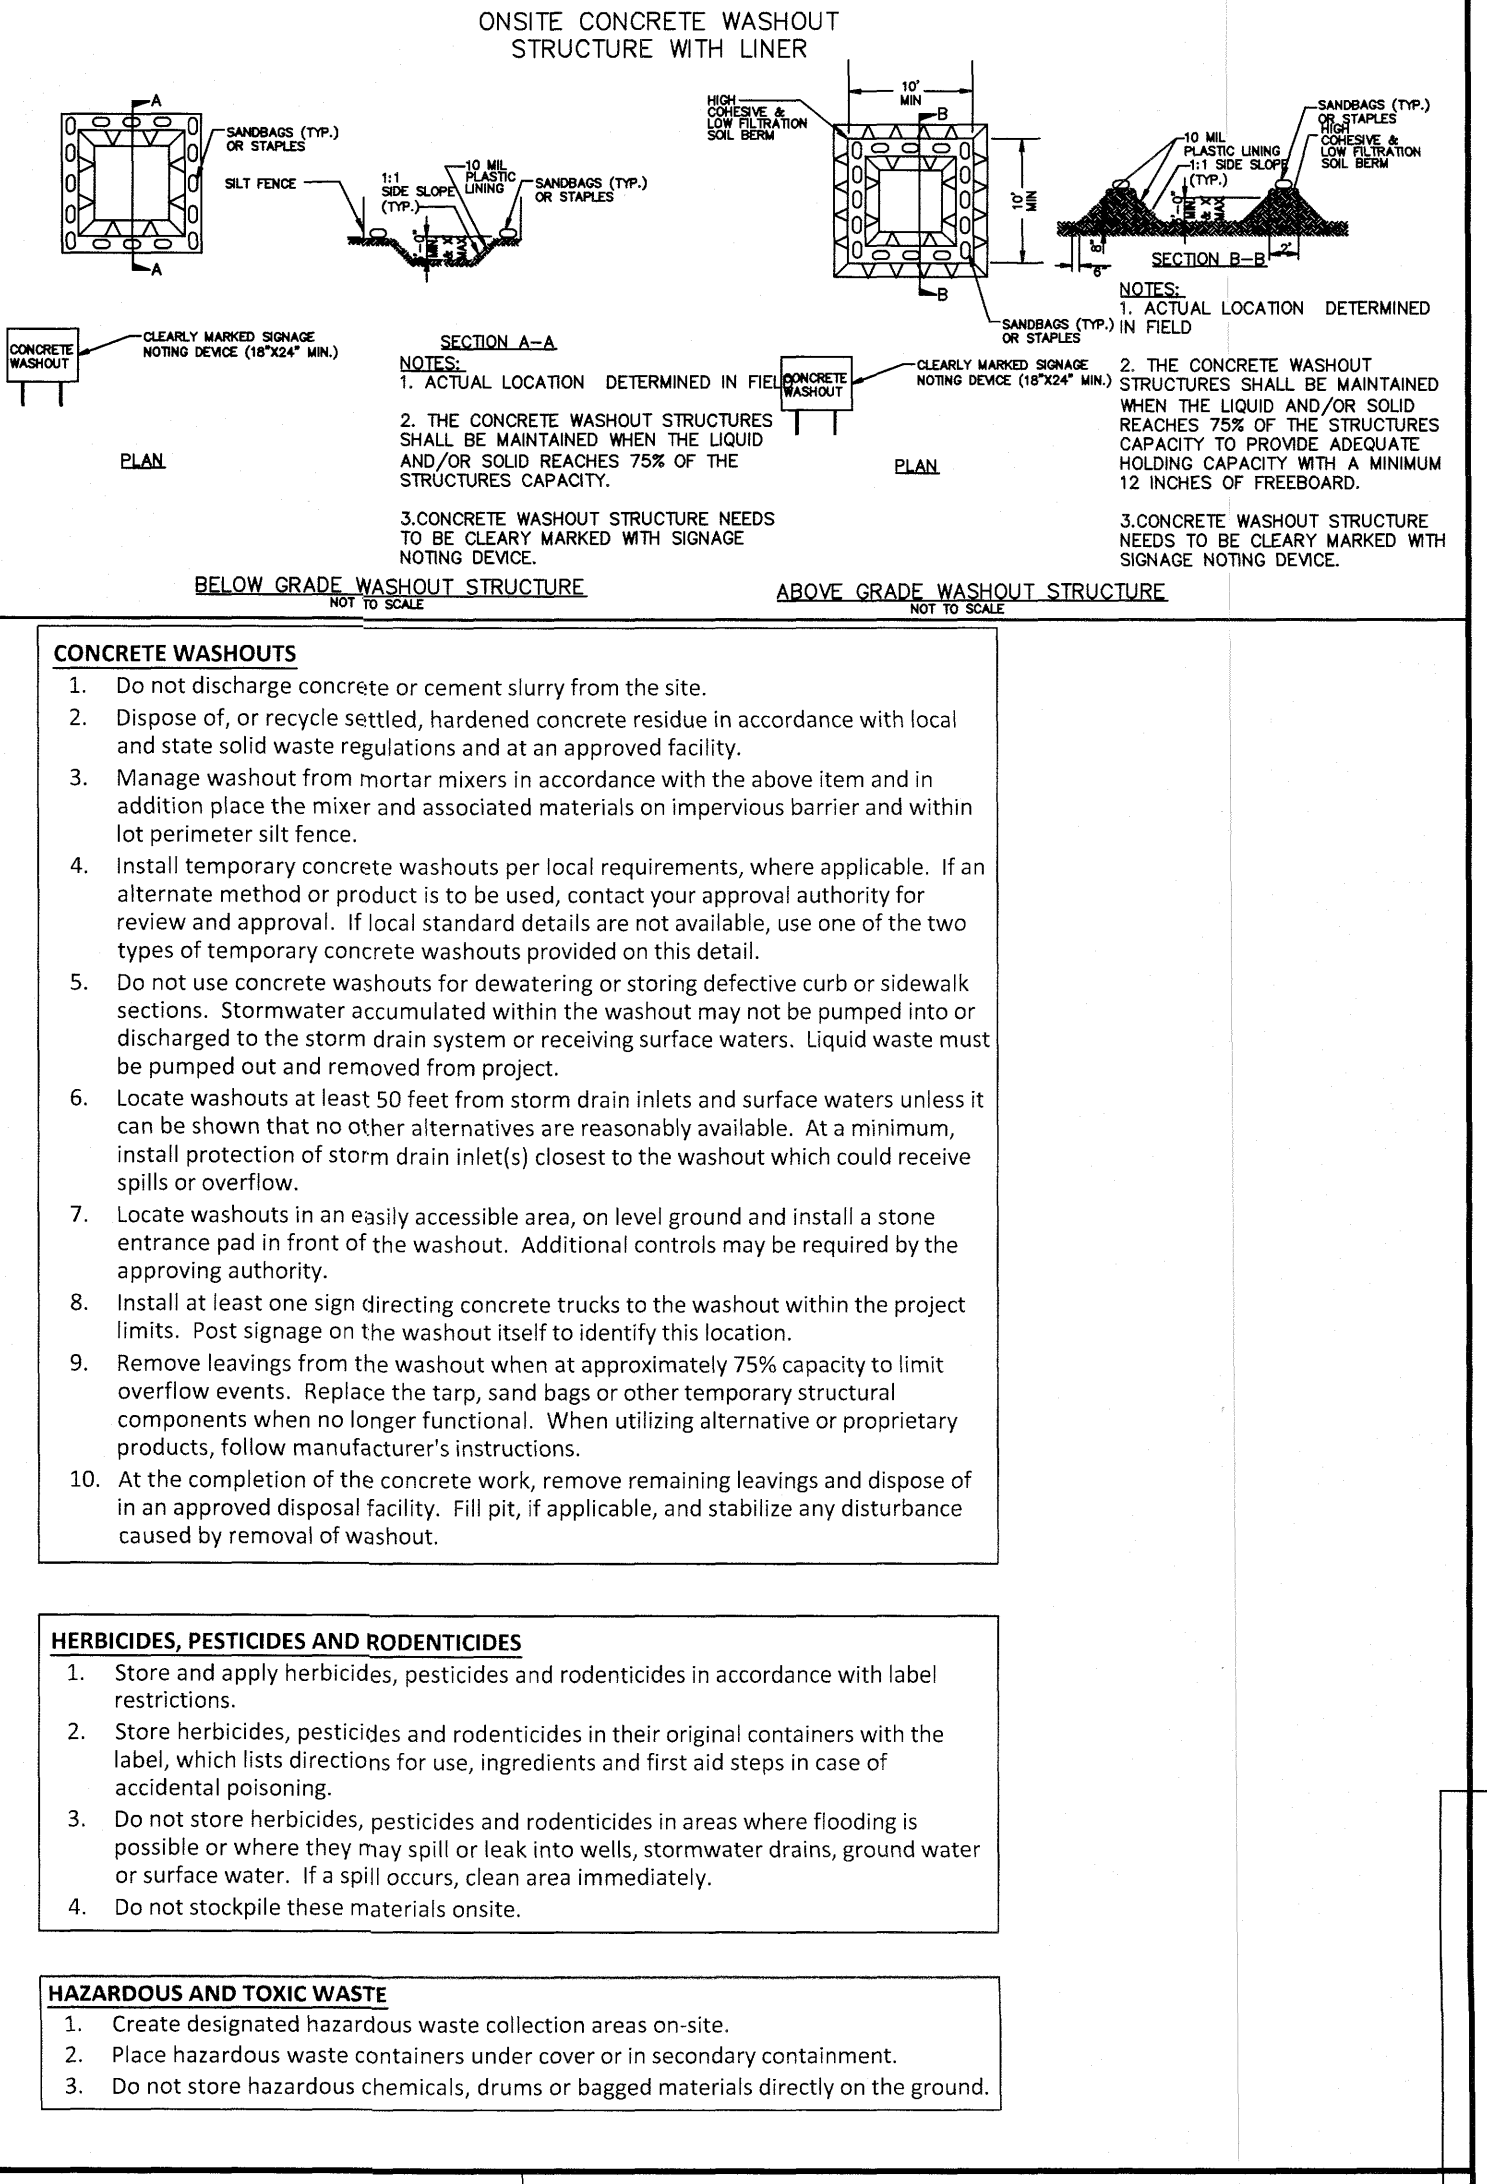 ONSITE CONCRETE WASHOUT
STRUCTURE WITH LINER
A
SANDBAGS (TYP.)
OR STAPLES
SILT FENCE
A
1:1
SIDE SLOPE
(TYP.)
10 MIL
PLASTIC
LINING
SANDBAGS (TYP.)
OR STAPLES
MIN
& X
MAX
CONCRETE
WASHOUT
CLEARLY MARKED SIGNAGE
NOTING DEVICE (18"X24" MIN.)
PLAN
SECTION A-A
NOTES:
1. ACTUAL LOCATION DETERMINED IN FIEL
2. THE CONCRETE WASHOUT STRUCTURES
SHALL BE MAINTAINED WHEN THE LIQUID
AND/OR SOLID REACHES 75% OF THE
STRUCTURES CAPACITY.
3.CONCRETE WASHOUT STRUCTURE NEEDS
TO BE CLEARY MARKED WITH SIGNAGE
NOTING DEVICE.
BELOW GRADE WASHOUT STRUCTURE
NOT TO SCALE
HIGH
COHESIVE &
LOW FILTRATION
SOIL BERM
10'
MIN
B
10'
MIN
B
SANDBAGS (TYP.)
OR STAPLES
10 MIL
PLASTIC LINING
1:1 SIDE SLOPE
(TYP.)
SANDBAGS (TYP.)
OR STAPLES
HIGH
COHESIVE &
LOW FILTRATION
SOIL BERM
MIN
& X
MAX
8"
6"
2'
SECTION B-B
CONCRETE
WASHOUT
CLEARLY MARKED SIGNAGE
NOTING DEVICE (18"X24" MIN.)
PLAN
NOTES:
1. ACTUAL LOCATION DETERMINED
IN FIELD
2. THE CONCRETE WASHOUT
STRUCTURES SHALL BE MAINTAINED
WHEN THE LIQUID AND/OR SOLID
REACHES 75% OF THE STRUCTURES
CAPACITY TO PROVIDE ADEQUATE
HOLDING CAPACITY WITH A MINIMUM
12 INCHES OF FREEBOARD.
3.CONCRETE WASHOUT STRUCTURE
NEEDS TO BE CLEARY MARKED WITH
SIGNAGE NOTING DEVICE.
ABOVE GRADE WASHOUT STRUCTURE
NOT TO SCALE
CONCRETE WASHOUTS
1. Do not discharge concrete or cement slurry from the site.
2. Dispose of, or recycle settled, hardened concrete residue in accordance with local
and state solid waste regulations and at an approved facility.
3. Manage washout from mortar mixers in accordance with the above item and in
addition place the mixer and associated materials on impervious barrier and within
lot perimeter silt fence.
4. Install temporary concrete washouts per local requirements, where applicable. If an
alternate method or product is to be used, contact your approval authority for
review and approval. If local standard details are not available, use one of the two
types of temporary concrete washouts provided on this detail.
5. Do not use concrete washouts for dewatering or storing defective curb or sidewalk
sections. Stormwater accumulated within the washout may not be pumped into or
discharged to the storm drain system or receiving surface waters. Liquid waste must
be pumped out and removed from project.
6. Locate washouts at least 50 feet from storm drain inlets and surface waters unless it
can be shown that no other alternatives are reasonably available. At a minimum,
install protection of storm drain inlet(s) closest to the washout which could receive
spills or overflow.
7. Locate washouts in an easily accessible area, on level ground and install a stone
entrance pad in front of the washout. Additional controls may be required by the
approving authority.
8. Install at least one sign directing concrete trucks to the washout within the project
limits. Post signage on the washout itself to identify this location.
9. Remove leavings from the washout when at approximately 75% capacity to limit
overflow events. Replace the tarp, sand bags or other temporary structural
components when no longer functional. When utilizing alternative or proprietary
products, follow manufacturer's instructions.
10. At the completion of the concrete work, remove remaining leavings and dispose of
in an approved disposal facility. Fill pit, if applicable, and stabilize any disturbance
caused by removal of washout.
HERBICIDES, PESTICIDES AND RODENTICIDES
1. Store and apply herbicides, pesticides and rodenticides in accordance with label
restrictions.
2. Store herbicides, pesticides and rodenticides in their original containers with the
label, which lists directions for use, ingredients and first aid steps in case of
accidental poisoning.
3. Do not store herbicides, pesticides and rodenticides in areas where flooding is
possible or where they may spill or leak into wells, stormwater drains, ground water
or surface water. If a spill occurs, clean area immediately.
4. Do not stockpile these materials onsite.
HAZARDOUS AND TOXIC WASTE
1. Create designated hazardous waste collection areas on-site.
2. Place hazardous waste containers under cover or in secondary containment.
3. Do not store hazardous chemicals, drums or bagged materials directly on the ground.